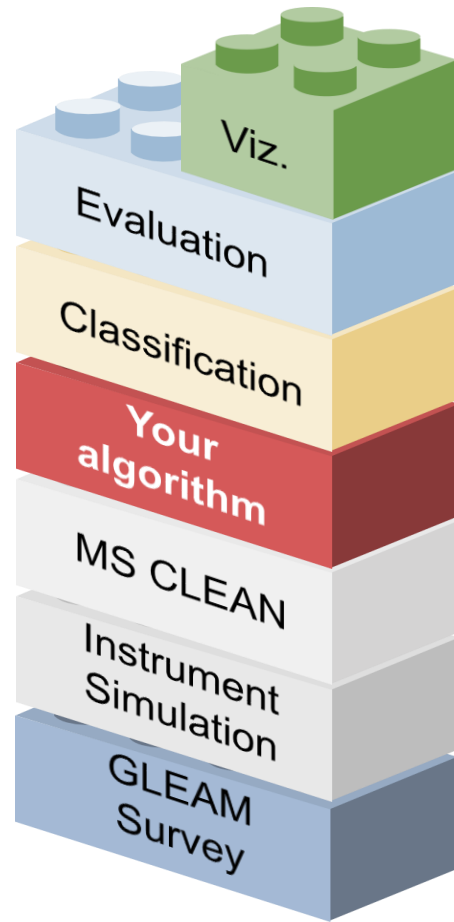 Viz.
Evaluation
Classification
Your
algorithm
MS CLEAN
Instrument
Simulation
GLEAM
Survey